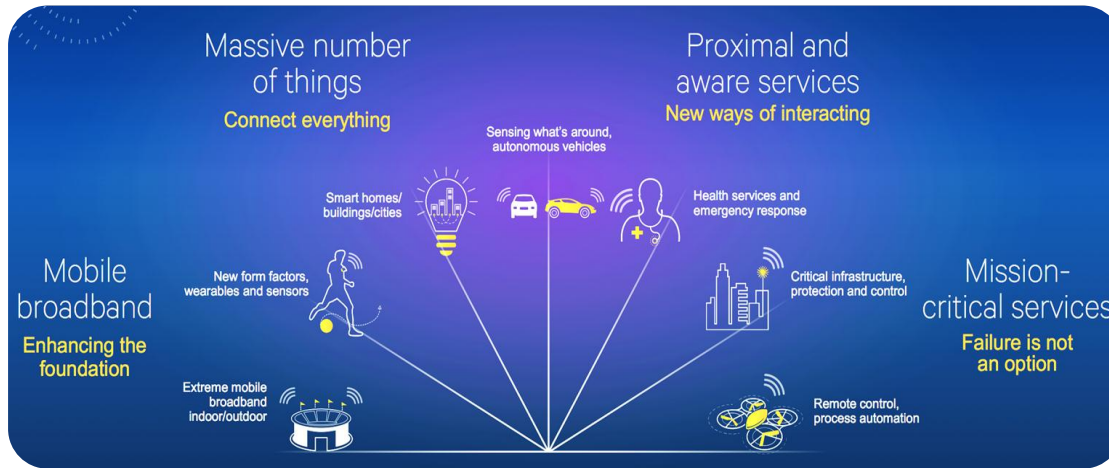 Massive number
of things
Connect everything
Proximal and
aware services
New ways of interacting
Sensing what's around,
autonomous vehicles
Smart homes/
buildings/cities
Health services and
emergency response
Mobile
broadband
Enhancing the
foundation
New form factors,
wearables and sensors
Critical infrastructure,
protection and control
Mission-
critical services
Failure is not
an option
Extreme mobile
broadband
indoor/outdoor
Remote control,
process automation